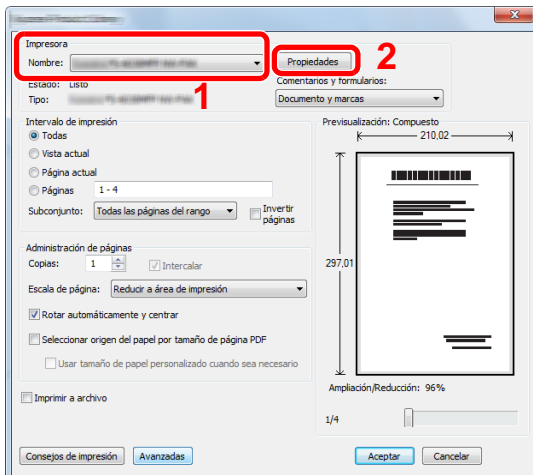 Impresora
Nombre:
Propiedades
2
Estado: Listo
1
Comentarios y formularios:
Tipo:
Documento y marcas
Intervalo de impresión
Todas
Vista actual
Página actual
Páginas 1 - 4
Subconjunto: Todas las páginas del rango
Invertir
páginas
Administración de páginas
Copias: 1 Intercalar
Escala de página: Reducir a área de impresión
Rotar automáticamente y centrar
Seleccionar origen del papel por tamaño de página PDF
Usar tamaño de papel personalizado cuando sea necesario
Imprimir a archivo
Previsualización: Compuesto
210,02
297,01
Ampliación/Reducción: 96%
1/4
Consejos de impresión Avanzadas Aceptar Cancelar